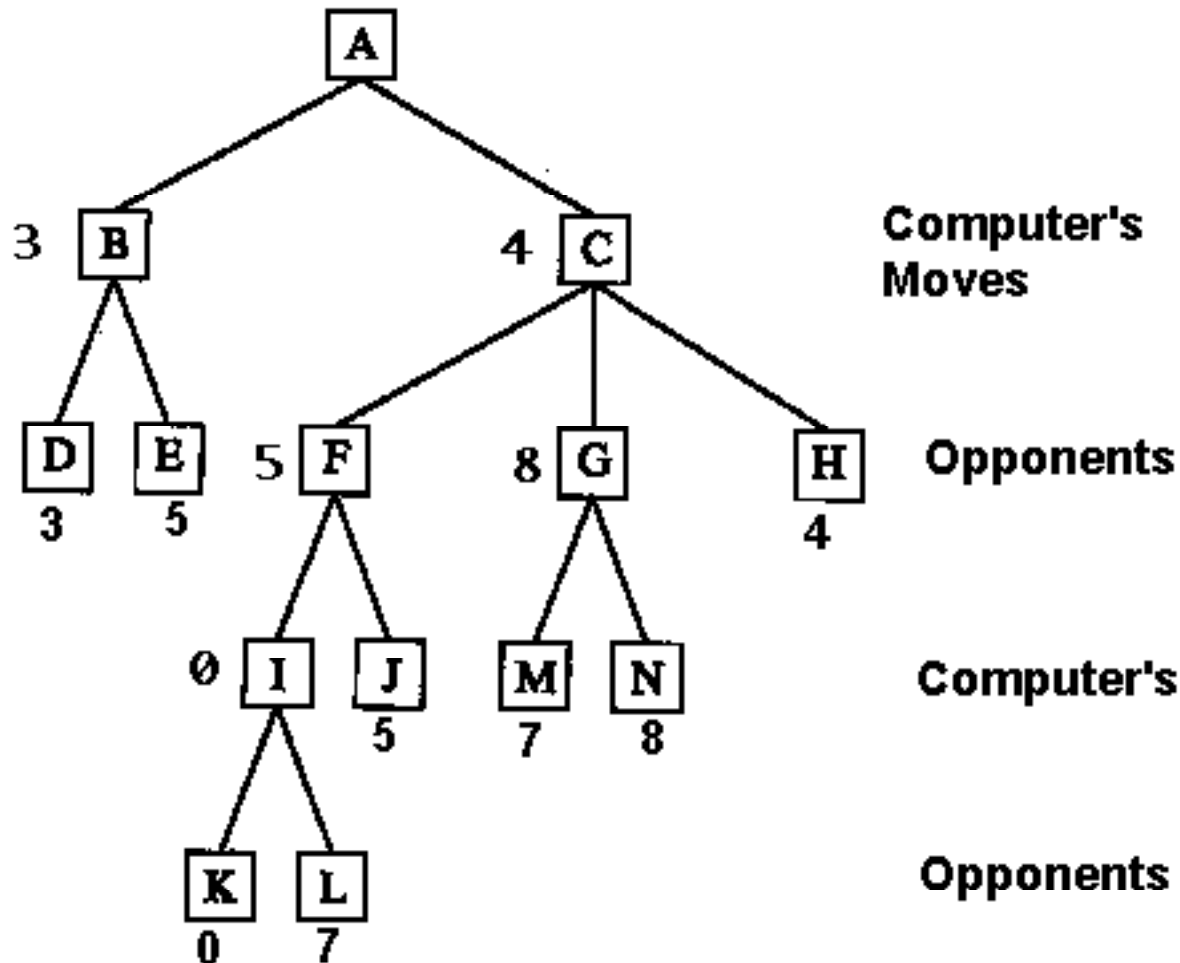 A
3 B 4 C Computer's
Moves
D E 5 F 8 G H Opponents
3 5 4
0 I J M N Computer's
5 7 8
K L Opponents
0 7